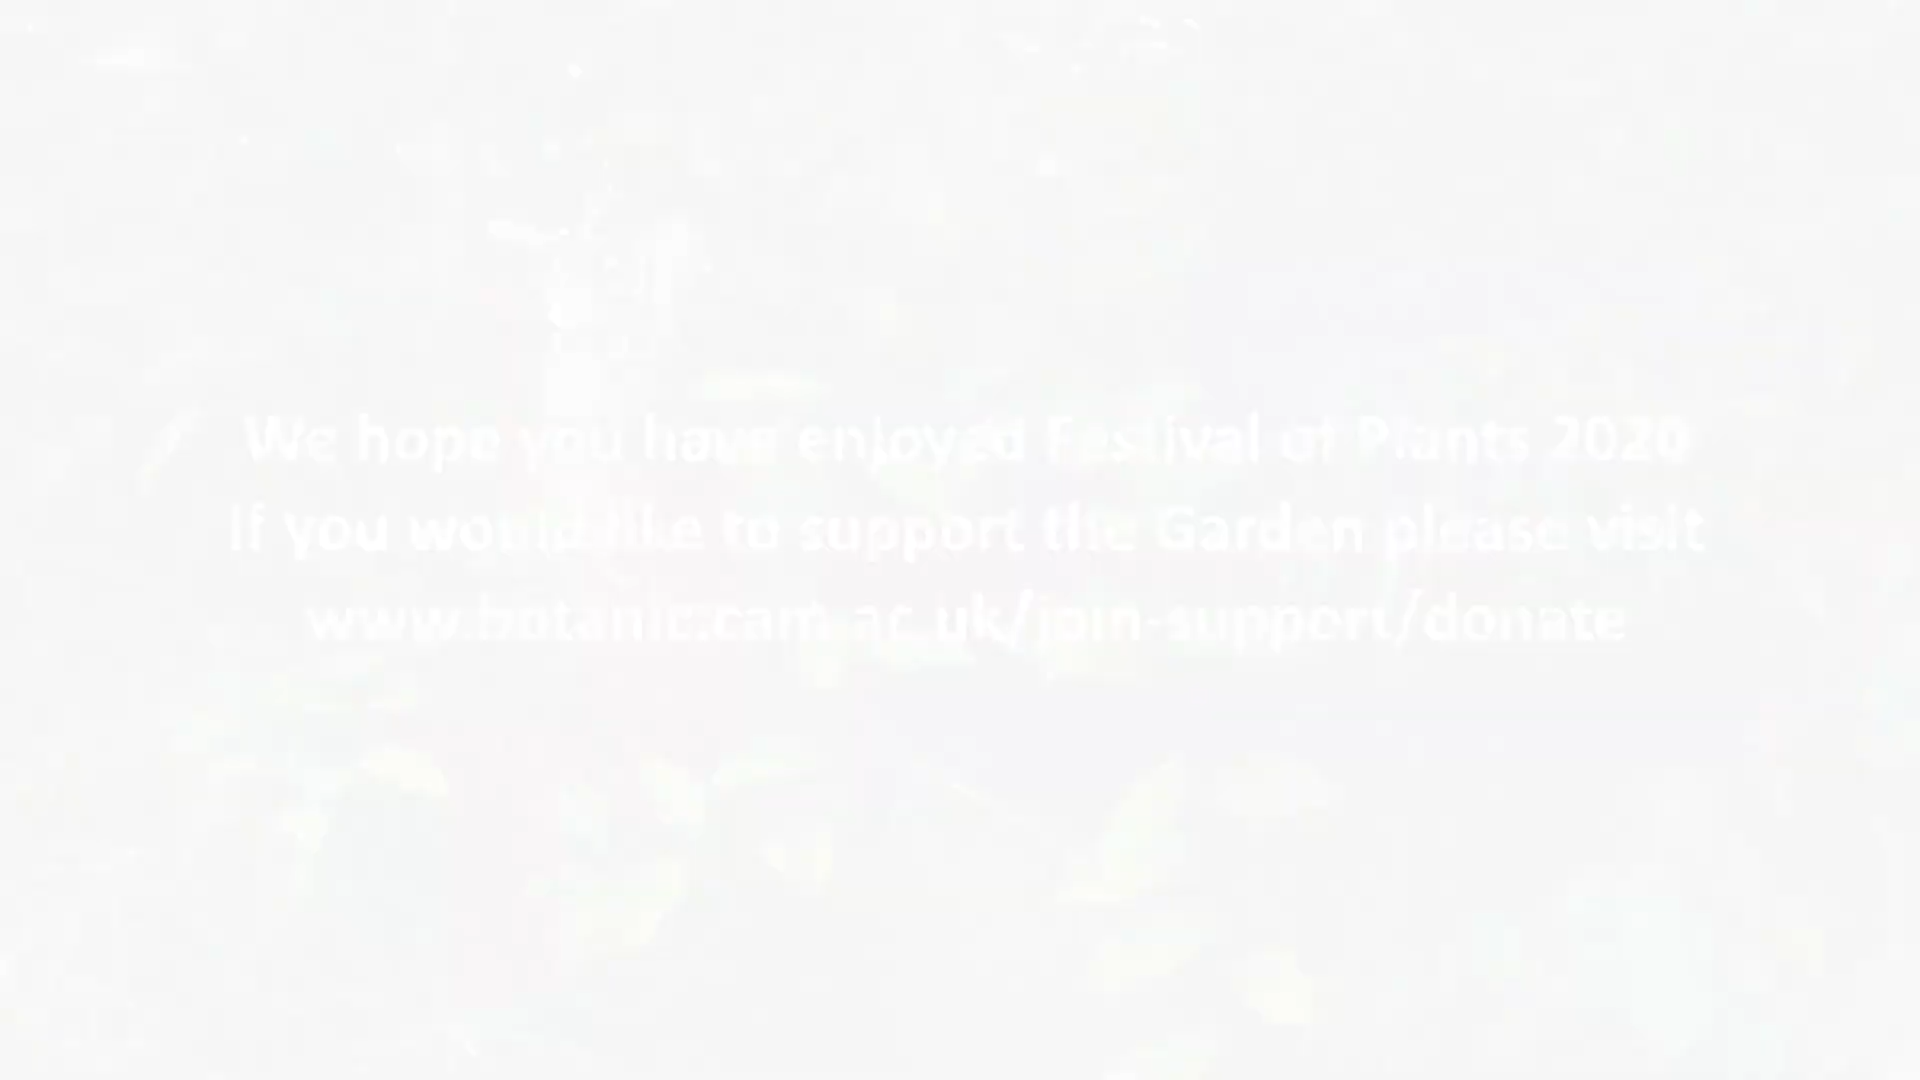 We hope you have enjoyed Festival of Plants 2020
If you would like to support the Garden please visit
www.botanic.cam.ac.uk/join-support/donate